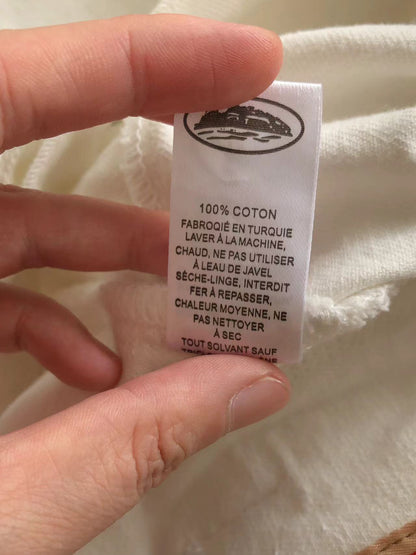 100% COTON
FABROQIÉ EN TURQUIE
LAVER À LA MACHINE,
CHAUD, NE PAS UTILISER
À LEAU DE JAVEL
SÈCHE-LINGE, INTERDIT
FER À REPASSER,
CHALEUR MOYENNE, NE
PAS NETTOYER
À SEC
TOUT SOLVANT SAUF